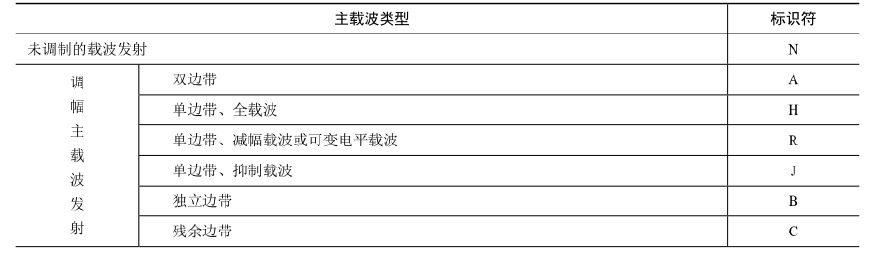 主载波类型 标识符
未调制的载波发射 N
调幅主载波发射
双边带 A
单边带、全载波 H
单边带、减幅载波或可变电平载波 R
单边带、抑制载波 J
独立边带 B
残余边带 C